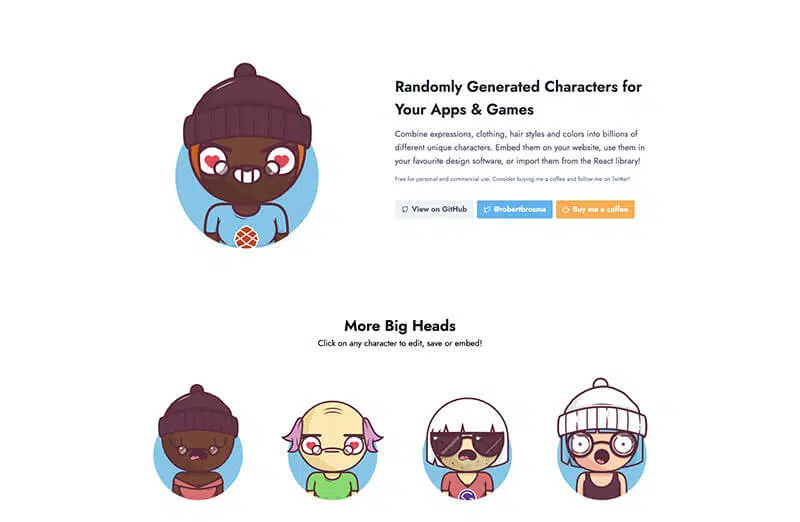 Randomly Generated Characters for
Your Apps & Games
Combine expressions, clothing, hair styles and colors into billions of
different unique characters. Embed them on your website, use them in
your favourite design software, or import them from the React library!
Free for personal and commercial use. Consider buying me a coffee and follow me on Twitter!
View on GitHub
@robertbrosma
Buy me a coffee
More Big Heads
Click on any character to edit, save or embed!